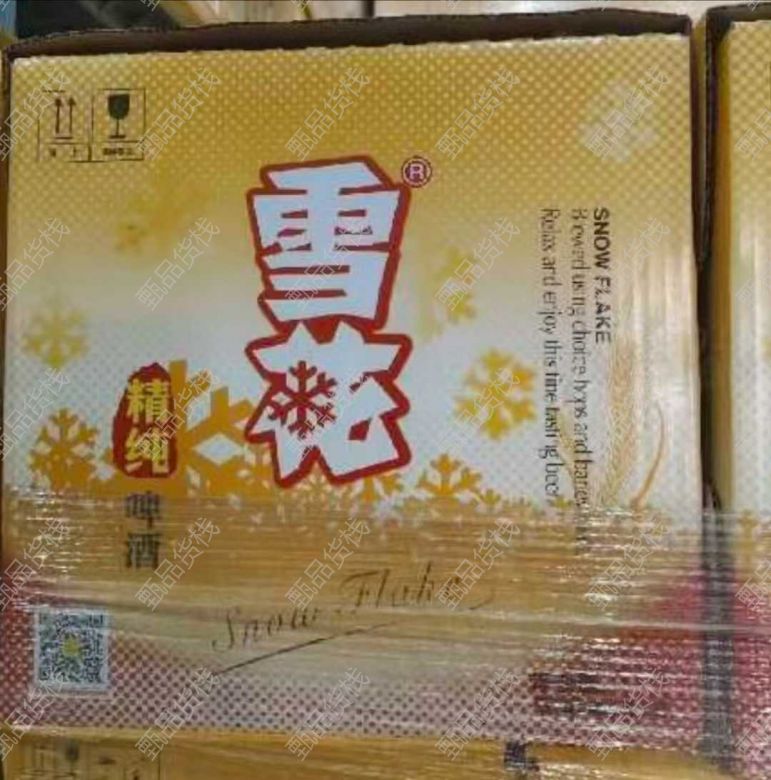 雪花
®
精纯
啤酒
SNOW FLAKE
Brewed using choice hops and
Relax and enjoy this fine tasting beer
Snow Flake
甄品货栈